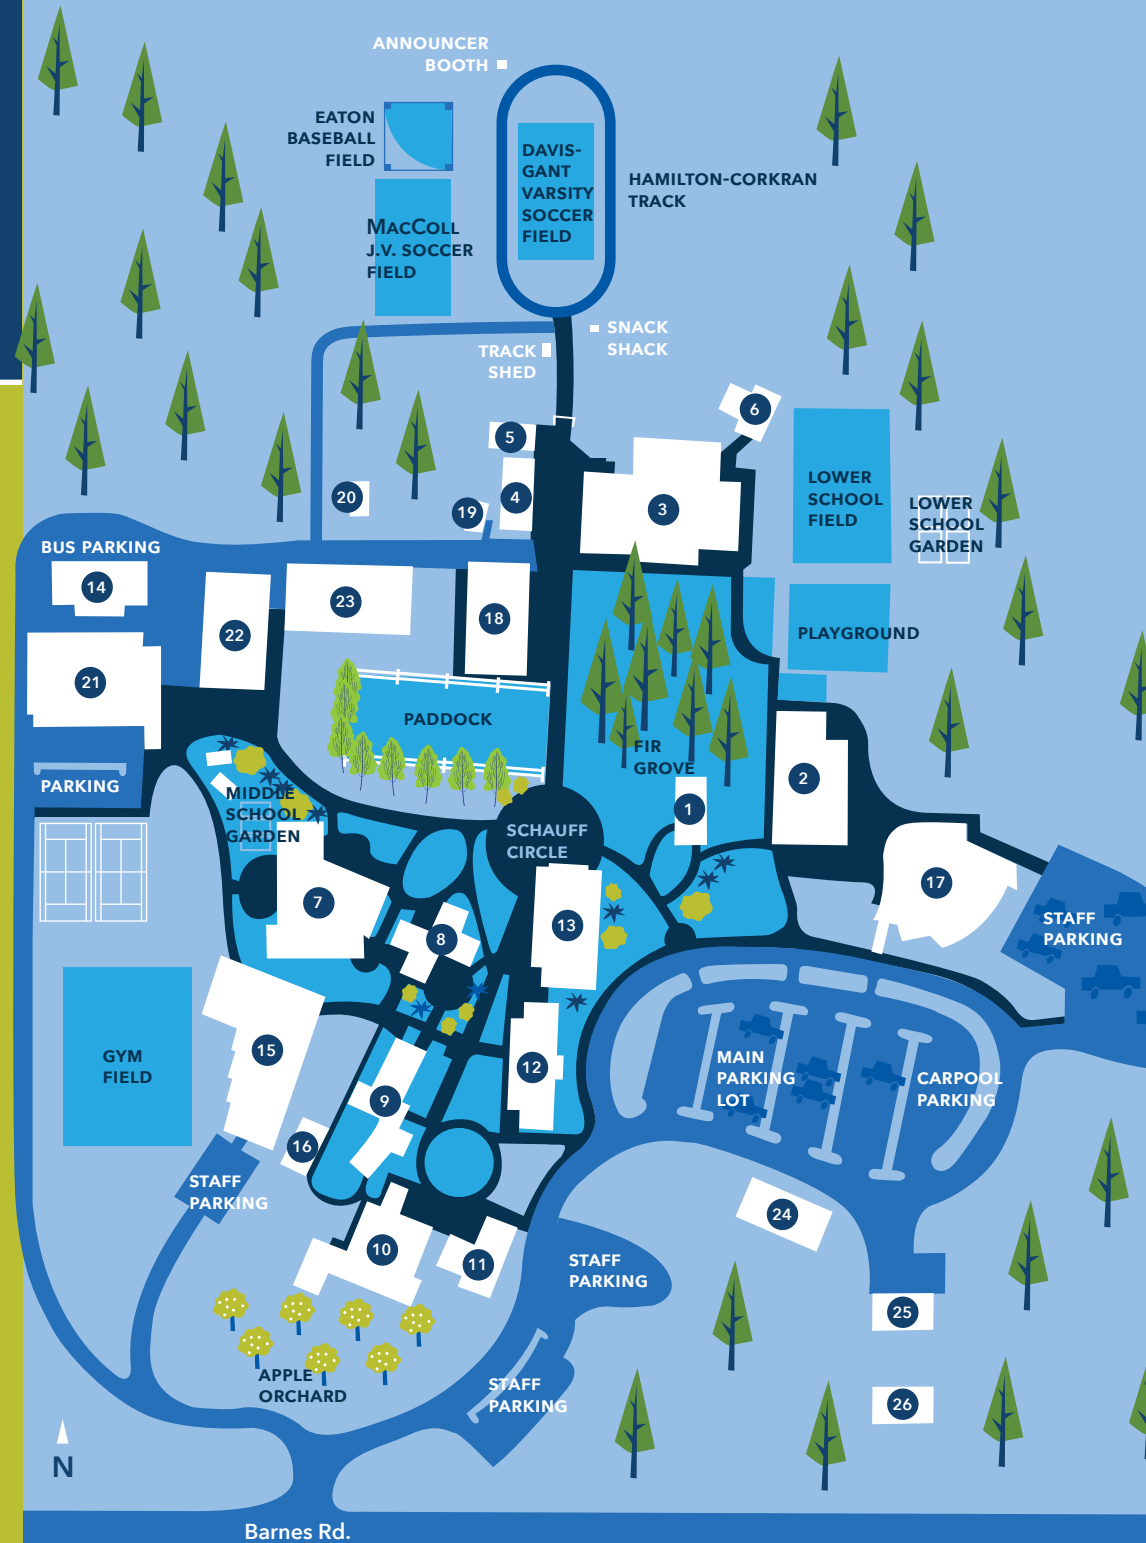 ANNOUNCER
BOOTH
EATON
BASEBALL
FIELD
DAVIS-
GANT
VARSITY
SOCCER
FIELD
HAMILTON-CORKRAN
TRACK
MACCOLL
J.V. SOCCER
FIELD
SNACK
SHACK
TRACK
SHED
6
5
4
3
20
19
LOWER
SCHOOL
FIELD
LOWER
SCHOOL
GARDEN
BUS PARKING
14
23
18
22
PLAYGROUND
21
PADDOCK
FIR
GROVE
2
PARKING
MIDDLE
SCHOOL
GARDEN
1
SCHAUFF
CIRCLE
17
7
8
13
STAFF
PARKING
GYM
FIELD
15
12
MAIN
PARKING
LOT
CARPOOL
PARKING
9
16
STAFF
PARKING
24
10
11
STAFF
PARKING
25
APPLE
ORCHARD
STAFF
PARKING
26
N
Barnes Rd.